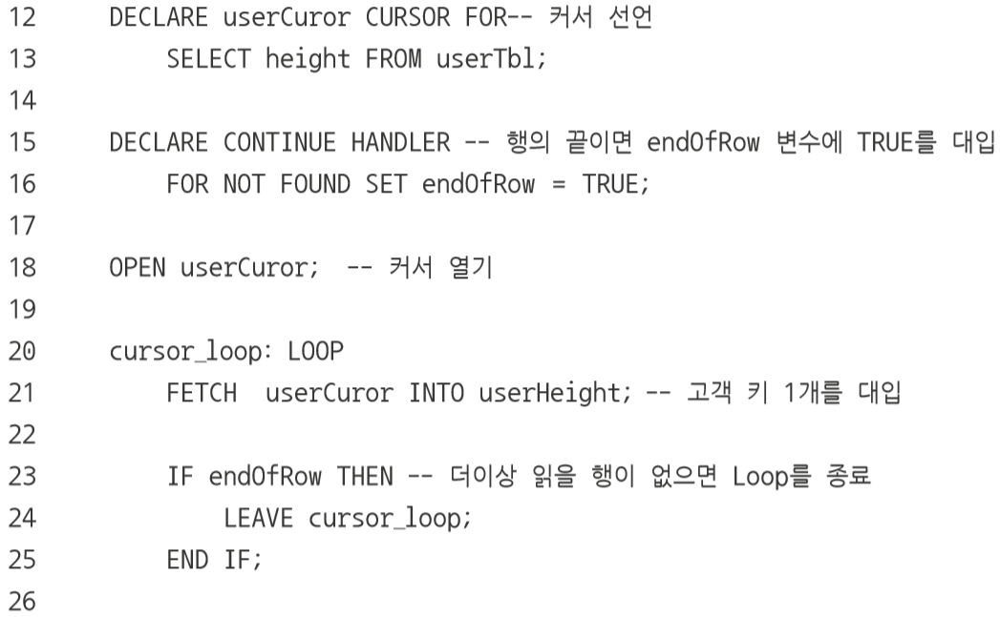 12 DECLARE userCuror CURSOR FOR-- 커서 선언
13 SELECT height FROM userTbl;
14
15 DECLARE CONTINUE HANDLER -- 행의 끝이면 endOfRow 변수에 TRUE를 대입
16 FOR NOT FOUND SET endOfRow = TRUE;
17
18 OPEN userCuror; -- 커서 열기
19
20 cursor_loop: LOOP
21 FETCH userCuror INTO userHeight; -- 고객 키 1개를 대입
22
23 IF endOfRow THEN -- 더이상 읽을 행이 없으면 Loop를 종료
24 LEAVE cursor_loop;
25 END IF;
26